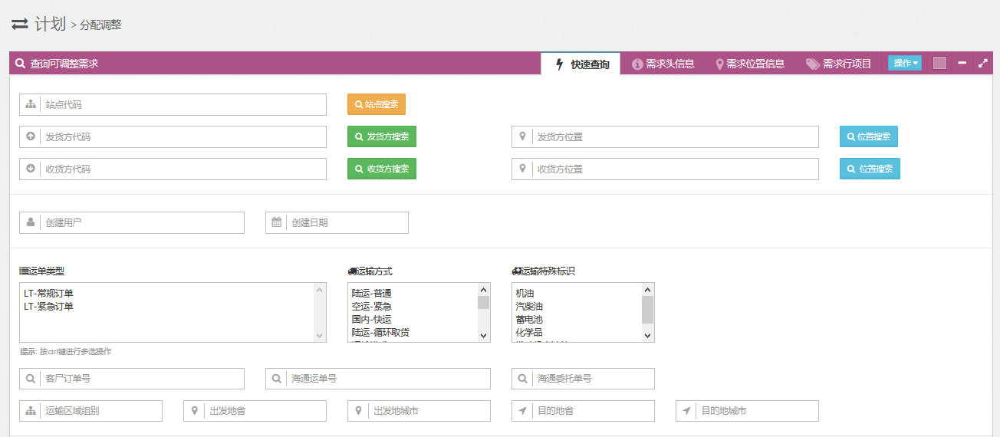 计划 > 分配调整
查询可调整需求 快速查询 需求头信息 需求位置信息 需求行项目 操作
站点代码 站点搜索
发货方代码 发货方搜索 发货方位置 位置搜索
收货方代码 收货方搜索 收货方位置 位置搜索
创建用户 创建日期
运单类型 运输方式 运输特殊标识
LT-常规订单 陆运-普通 机油
LT-紧急订单 空运-紧急 汽柴油
国内-快运 蓄电池
陆运-循环取货 化学品
提示: 按ctrl键进行多选操作
客户订单号 海通运单号 海通委托单号
运输区域组别 出发地省 出发地城市 目的地省 目的地城市